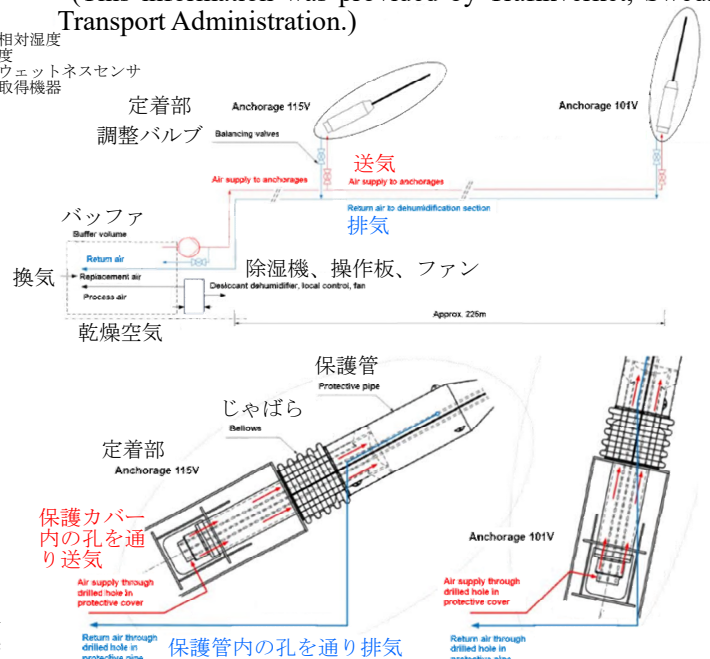 Transport Administration.)
相対湿度
度
ウェットネスセンサ
取得機器
定着部
Anchorage 115V
Anchorage 101V
調整バルブ
Balancing valves
送気
Air supply to anchorages
Air supply to anchorages
Return air to dehumidification section
排気
バッファ
Buffer volume
Return air
換気
Replacement air
Process air
除湿機、操作板、ファン
Desiccant dehumidifier, local control, fan
Approx. 226m
乾燥空気
保護管
Protective pipe
じゃばら
Bellows
定着部
Anchorage 115V
Anchorage 101V
保護カバー
内の孔を通
り送気
Air supply through
drilled hole in
protective cover
Air supply through
drilled hole in
protective cover
Return air through
drilled hole in
protective pipe
保護管内の孔を通り排気
Return air through
drilled hole in